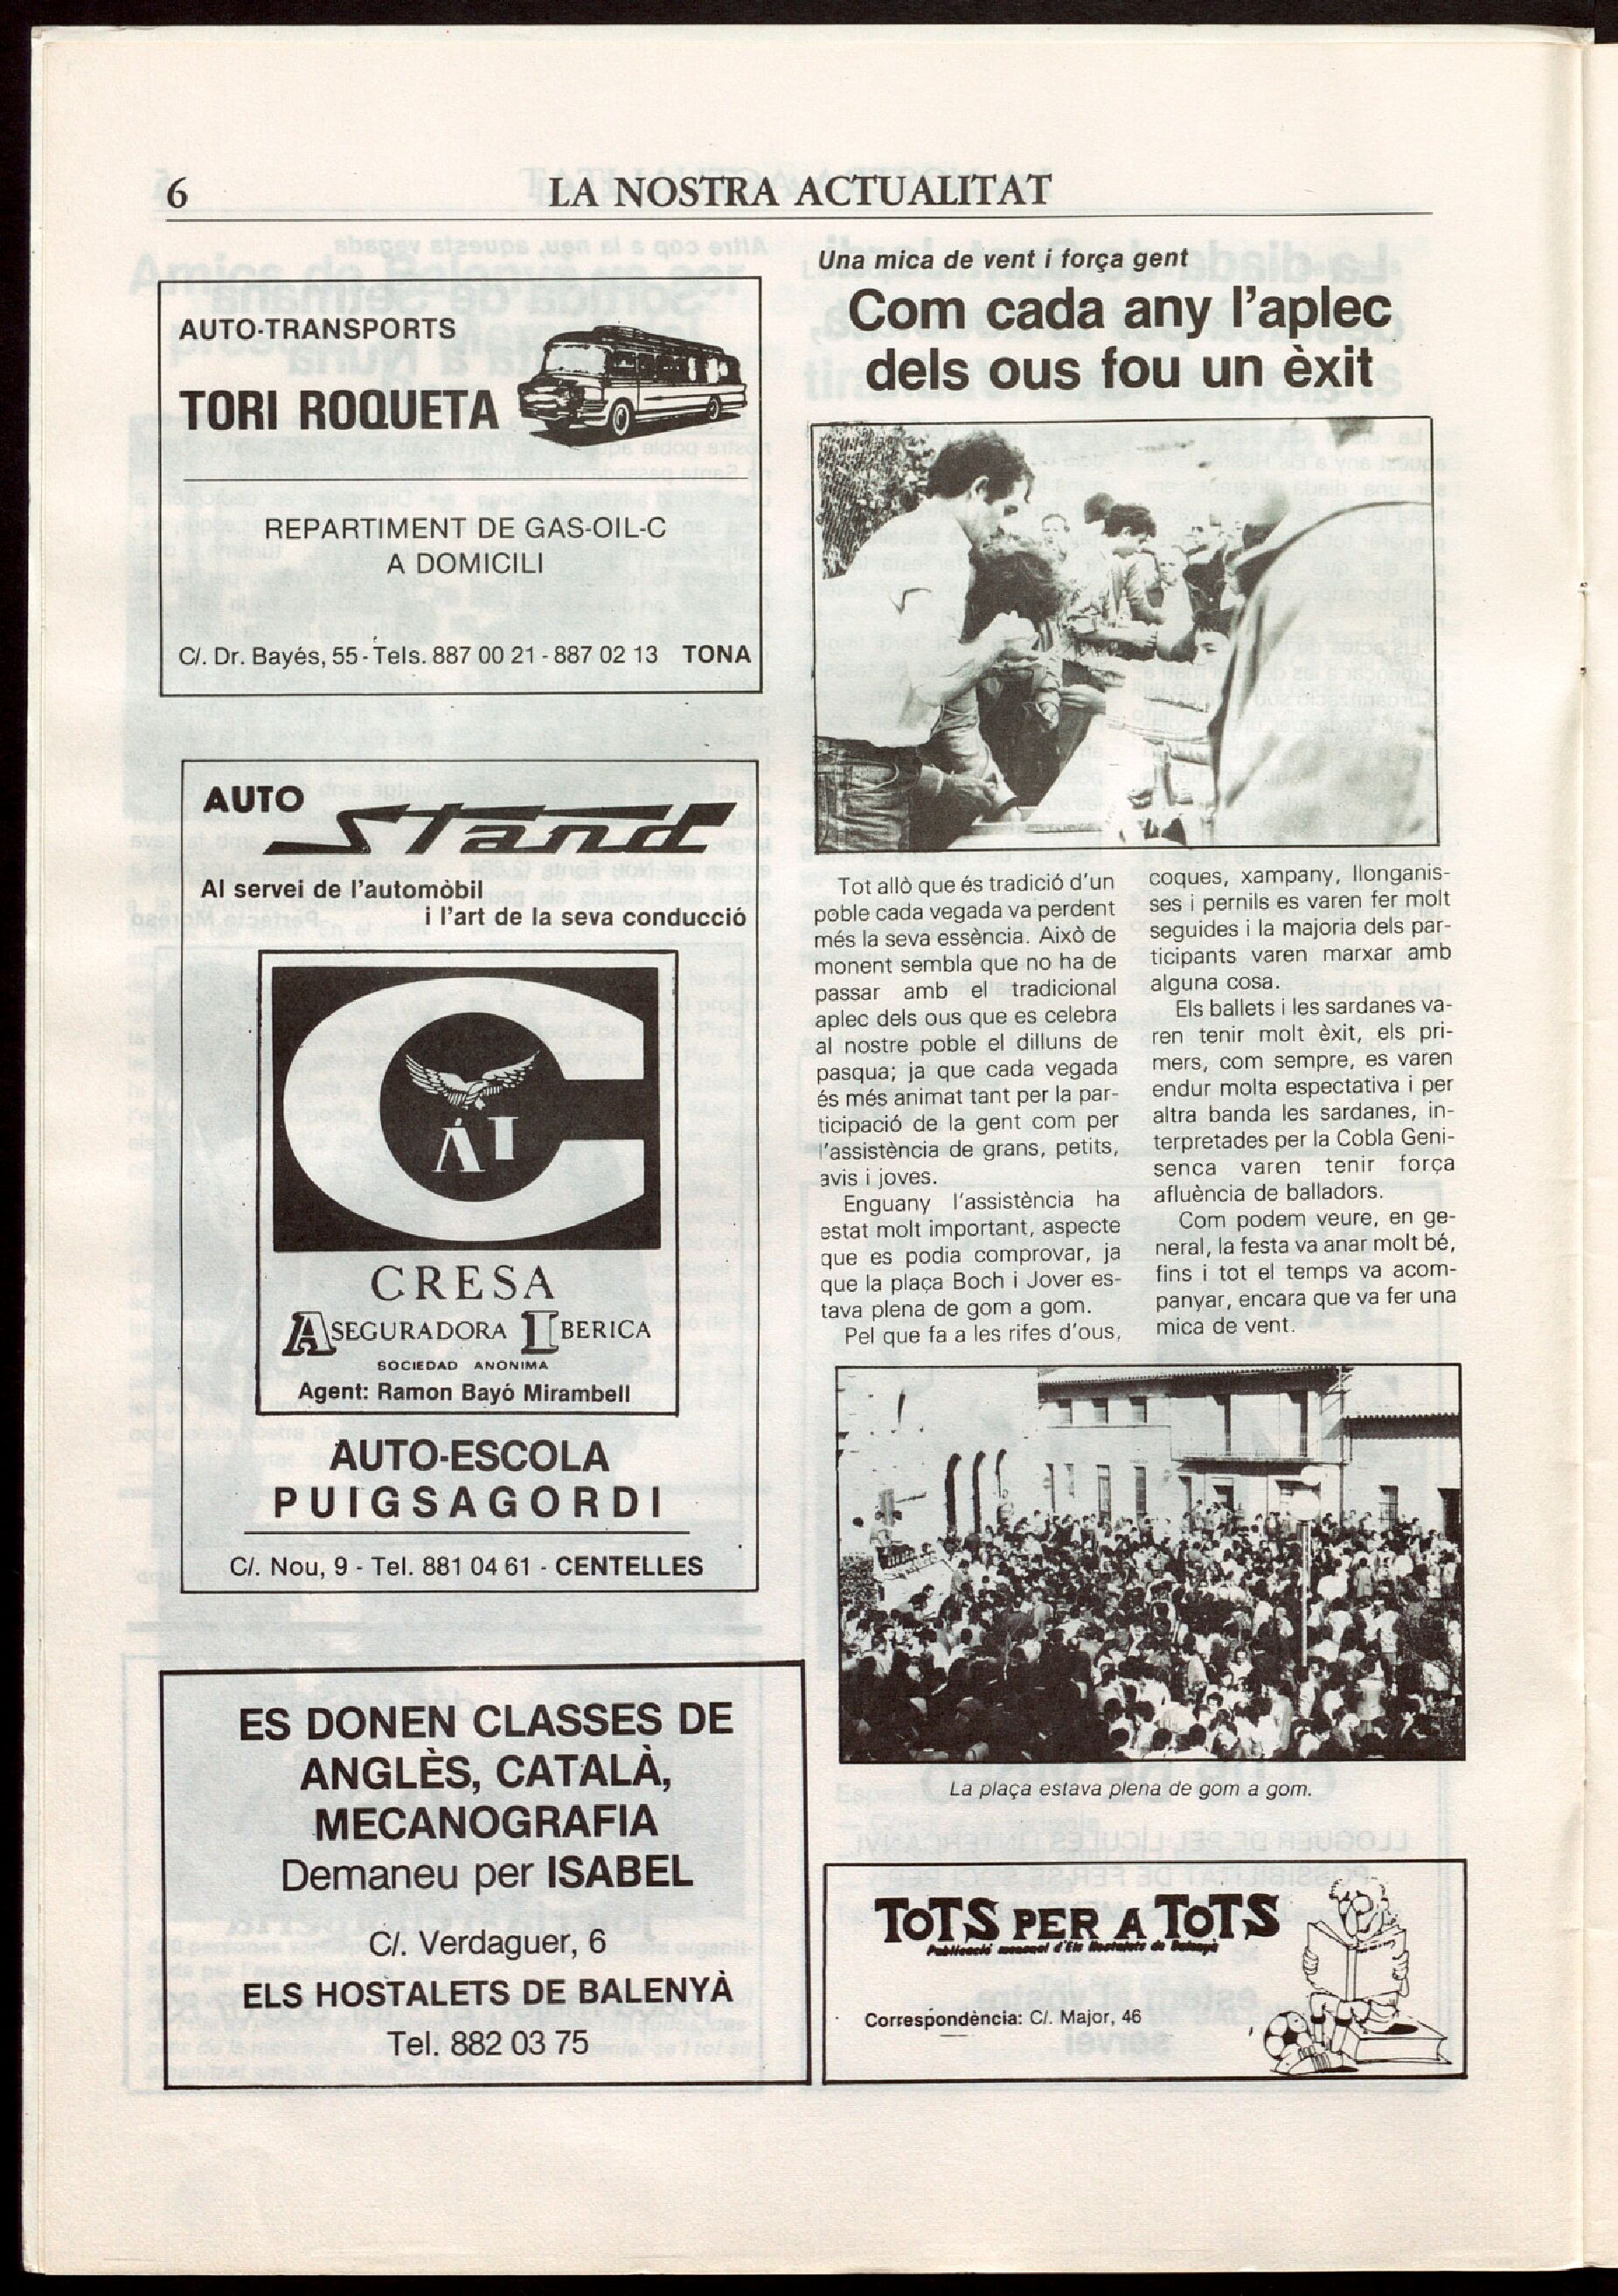 6
LA NOSTRA ACTUALITAT
AUTO-TRANSPORTS
TORI ROQUETA
REPARTIMENT DE GAS-OIL-C
A DOMICILI
C/. Dr. Bayés, 55 - Tels. 887 00 21 - 887 02 13 TONA
AUTO
Stand
Al servei de l'automòbil
i l'art de la seva conducció
AI
CRESA
ASEGURADORA IBERICA
SOCIEDAD ANONIMA
Agent: Ramon Bayó Mirambell
AUTO-ESCOLA
PUIGSAGORDI
C/. Nou, 9 - Tel. 881 04 61 - CENTELLES
ES DONEN CLASSES DE
ANGLÈS, CATALÀ,
MECANOGRAFIA
Demaneu per ISABEL
C/. Verdaguer, 6
ELS HOSTALETS DE BALENYÀ
Tel. 882 03 75
Una mica de vent i força gent
Com cada any l'aplec
dels ous fou un èxit
Tot allò que és tradició d'un
poble cada vegada va perdent
més la seva essència. Això de
monent sembla que no ha de
passar amb el tradicional
aplec dels ous que es celebra
al nostre poble el dilluns de
pasqua; ja que cada vegada
és més animat tant per la par-
ticipació de la gent com per
l'assistència de grans, petits,
avis i joves.
Enguany l'assistència ha
estat molt important, aspecte
que es podia comprovar, ja
que la plaça Boch i Jover es-
tava plena de gom a gom.
Pel que fa a les rifes d'ous,
coques, xampany, llonganis-
ses i pernils es varen fer molt
seguides i la majoria dels par-
ticipants varen marxar amb
alguna cosa.
Els ballets i les sardanes va-
ren tenir molt èxit, els pri-
mers, com sempre, es varen
endur molta espectativa i per
altra banda les sardanes, in-
terpretades per la Cobla Geni-
senca varen tenir força
afluència de balladors.
Com podem veure, en ge-
neral, la festa va anar molt bé,
fins i tot el temps va acom-
panyar, encara que va fer una
mica de vent.
La plaça estava plena de gom a gom.
TOTS PER A TOTS
Publicació mensual d'Els Hostalets de Balenyà
Correspondència: C/. Major, 46